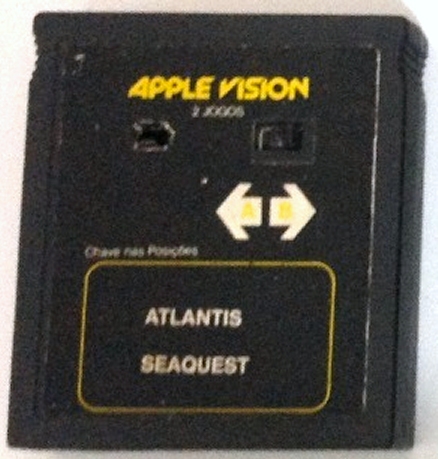 APPLE VISION
2 JOGOS
A B
Chave nas Posições
ATLANTIS
SEAQUEST